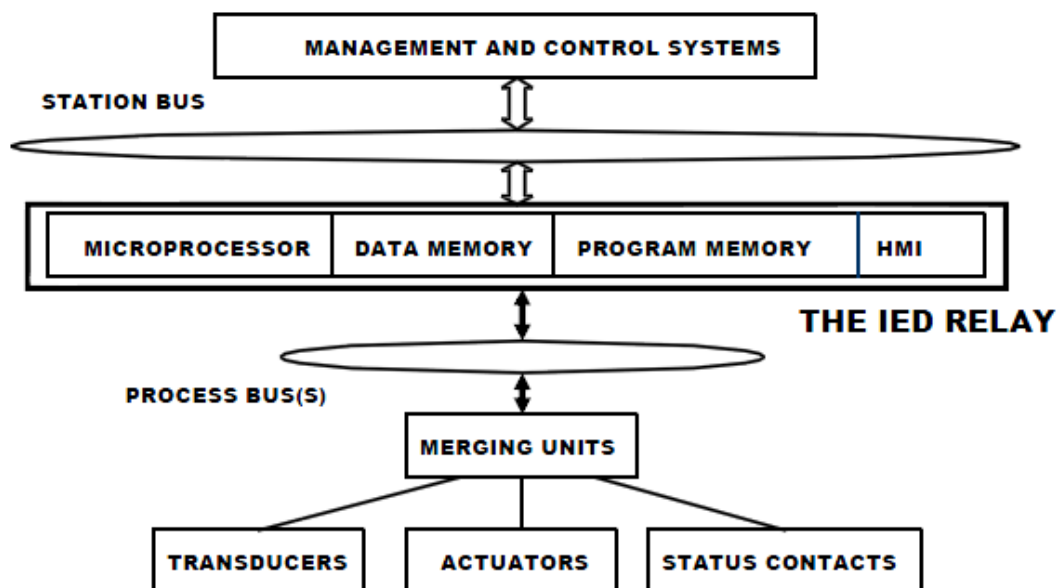 MANAGEMENT AND CONTROL SYSTEMS
STATION BUS
MICROPROCESSOR
DATA MEMORY
PROGRAM MEMORY
HMI
THE IED RELAY
PROCESS BUS(S)
MERGING UNITS
TRANSDUCERS
ACTUATORS
STATUS CONTACTS